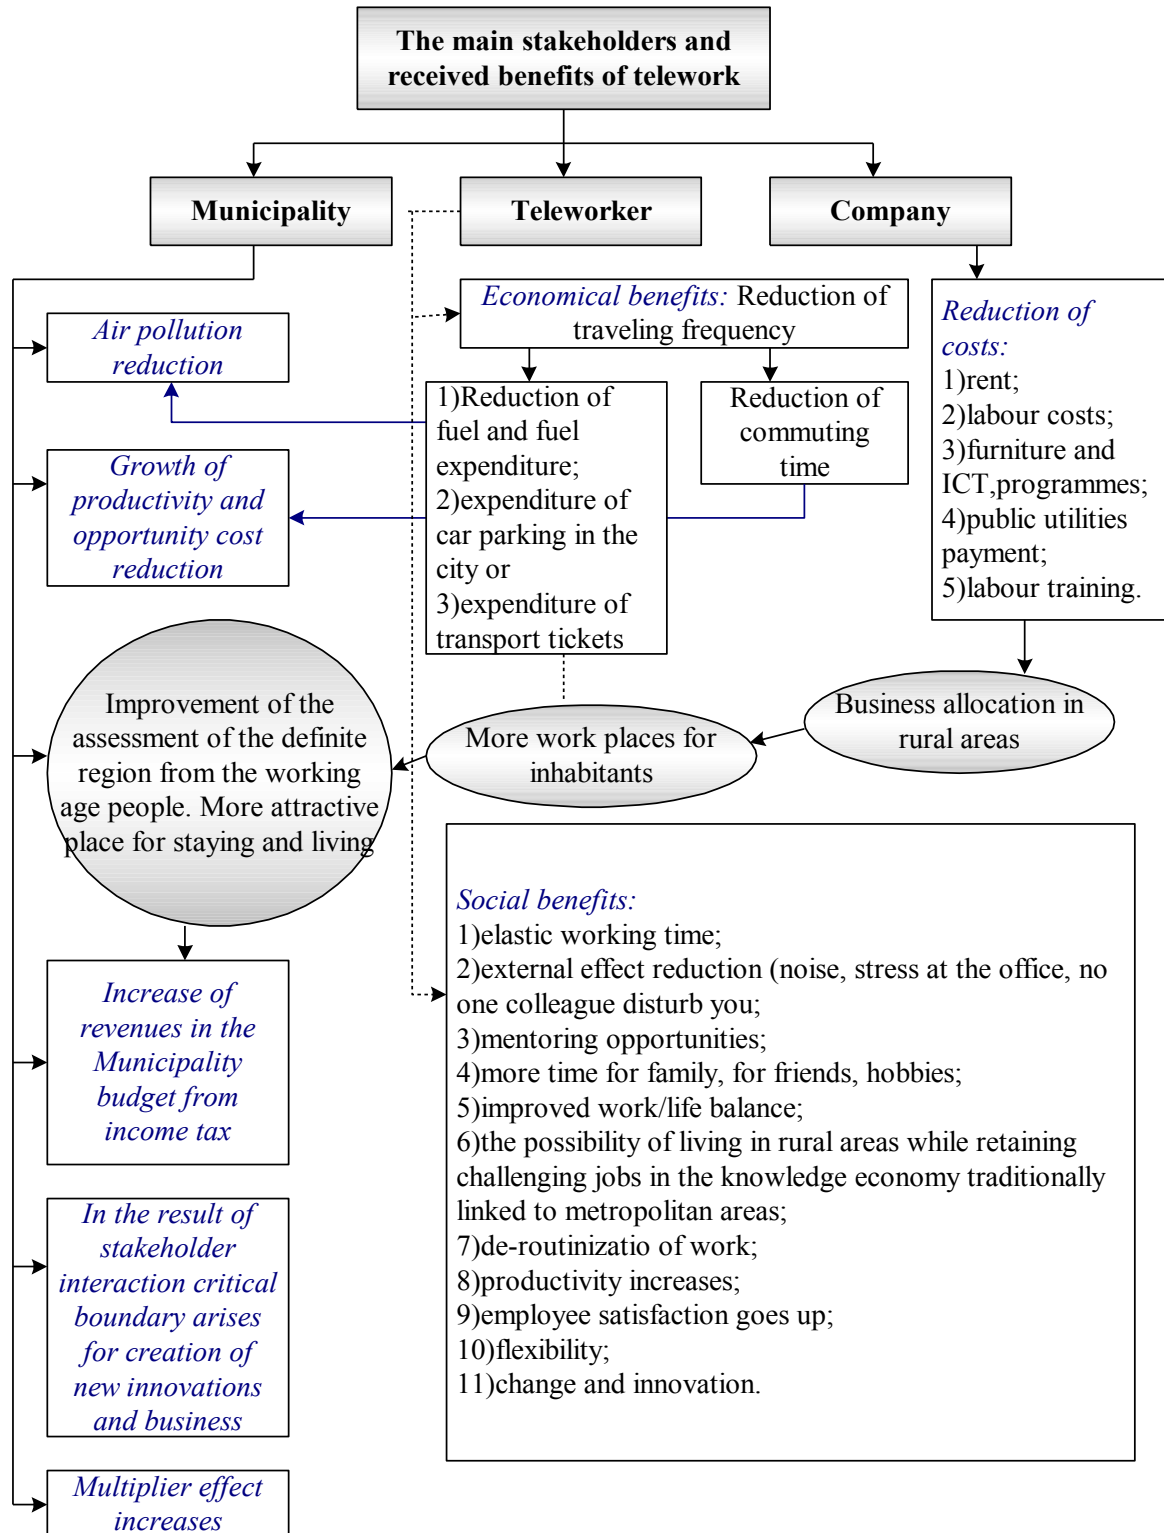 The main stakeholders and
received benefits of telework
Municipality
Teleworker
Company
Economical benefits: Reduction of
traveling frequency
Reduction of
costs:
1)rent;
2)labour costs;
3)furniture and
ICT,programmes;
4)public utilities
payment;
5)labour training.
Air pollution
reduction
1)Reduction of
fuel and fuel
expenditure;
2)expenditure of
car parking in the
city or
3)expenditure of
transport tickets
Reduction of
commuting
time
Growth of
productivity and
opportunity cost
reduction
Improvement of the
assessment of the definite
region from the working
age people. More attractive
place for staying and living
More work places for
inhabitants
Business allocation in
rural areas
Social benefits:
1)elastic working time;
2)external effect reduction (noise, stress at the office, no
one colleague disturb you;
3)mentoring opportunities;
4)more time for family, for friends, hobbies;
5)improved work/life balance;
6)the possibility of living in rural areas while retaining
challenging jobs in the knowledge economy traditionally
linked to metropolitan areas;
7)de-routinizatio of work;
8)productivity increases;
9)employee satisfaction goes up;
10)flexibility;
11)change and innovation.
Increase of
revenues in the
Municipality
budget from
income tax
In the result of
stakeholder
interaction critical
boundary arises
for creation of
new innovations
and business
Multiplier effect
increases